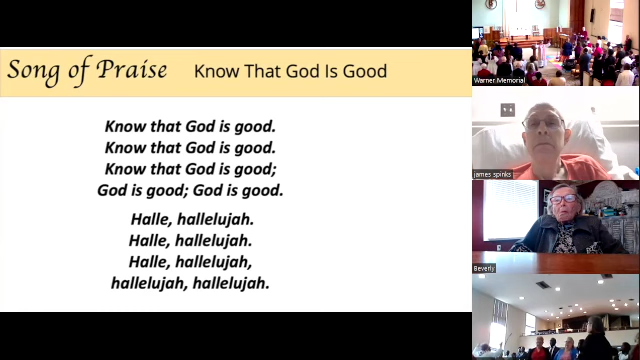 Song of Praise Know That God Is Good
Know that God is good.
Know that God is good.
Know that God is good;
God is good; God is good.
Halle, hallelujah.
Halle, hallelujah.
Halle, hallelujah,
hallelujah, hallelujah.
Warner Memorial
james spinks
Beverly